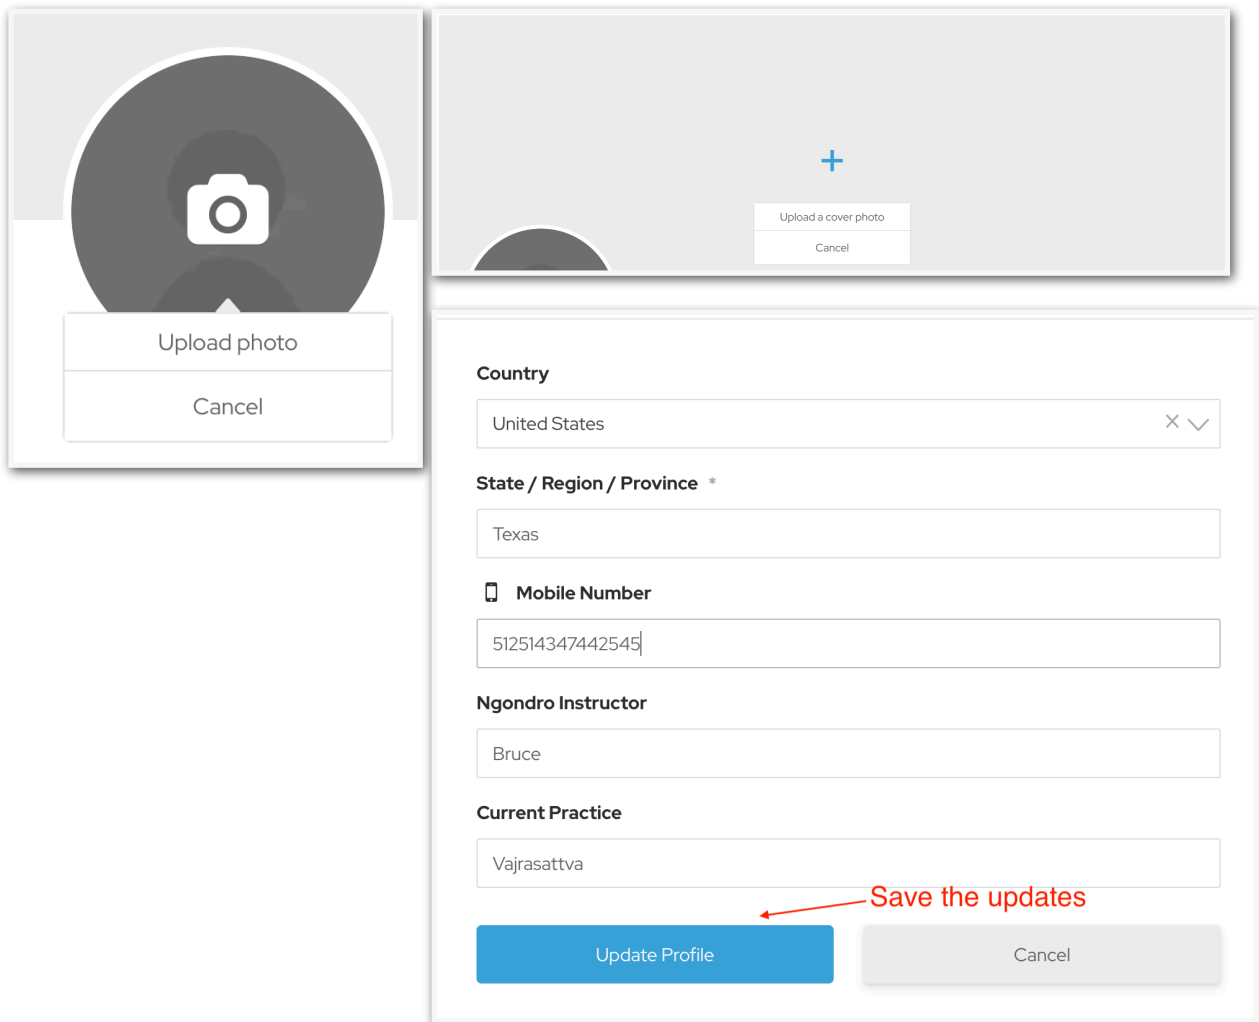 Upload photo
Cancel
Upload a cover photo
Cancel
Country
United States
State / Region / Province *
Texas
Mobile Number
512514347442545
Ngondro Instructor
Bruce
Current Practice
Vajrasattva
Save the updates
Update Profile
Cancel